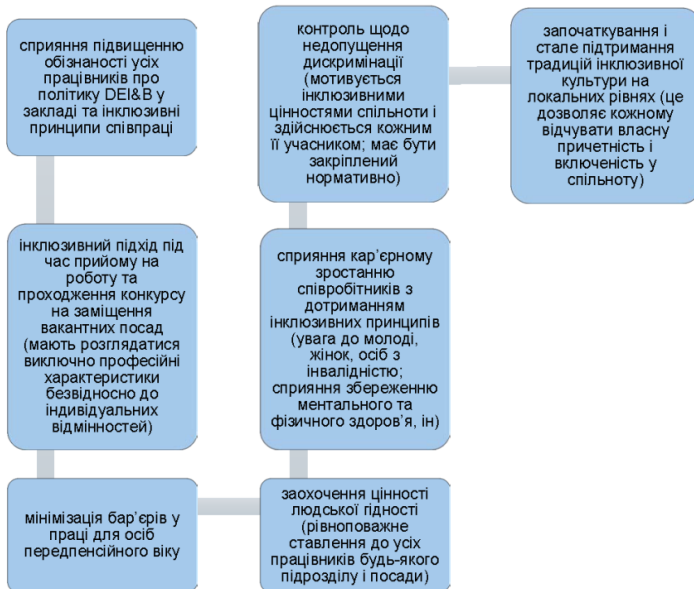 сприяння підвищенню
обізнаності усіх
працівників про
політику DEI&B у
закладі та інклюзивні
принципи співпраці
інклюзивний підхід під
час прийому на
роботу та
проходження конкурсу
на заміщення
вакантних посад
(мають розглядатися
виключно професійні
характеристики
безвідносно до
індивідуальних
відмінностей)
мінімізація бар’єрів у
праці для осіб
передпенсійного віку
заохочення цінності
людської гідності
(рівноповажне
ставлення до усіх
працівників будь-якого
підрозділу і посади)
сприяння кар’єрному
зростанню
співробітників з
дотриманням
інклюзивних принципів
(увага до молоді,
жінок, осіб з
інвалідністю;
сприяння збереженню
ментального та
фізичного здоров’я, ін)
контроль щодо
недопущення
дискримінації
(мотивується
інклюзивними
цінностями спільноти і
здійснюється кожним
її учасником; має бути
закріплений
нормативно)
започаткування і
стале підтримання
традицій інклюзивної
культури на
локальних рівнях (це
дозволяє кожному
відчувати власну
причетність і
включеність у
спільноту)